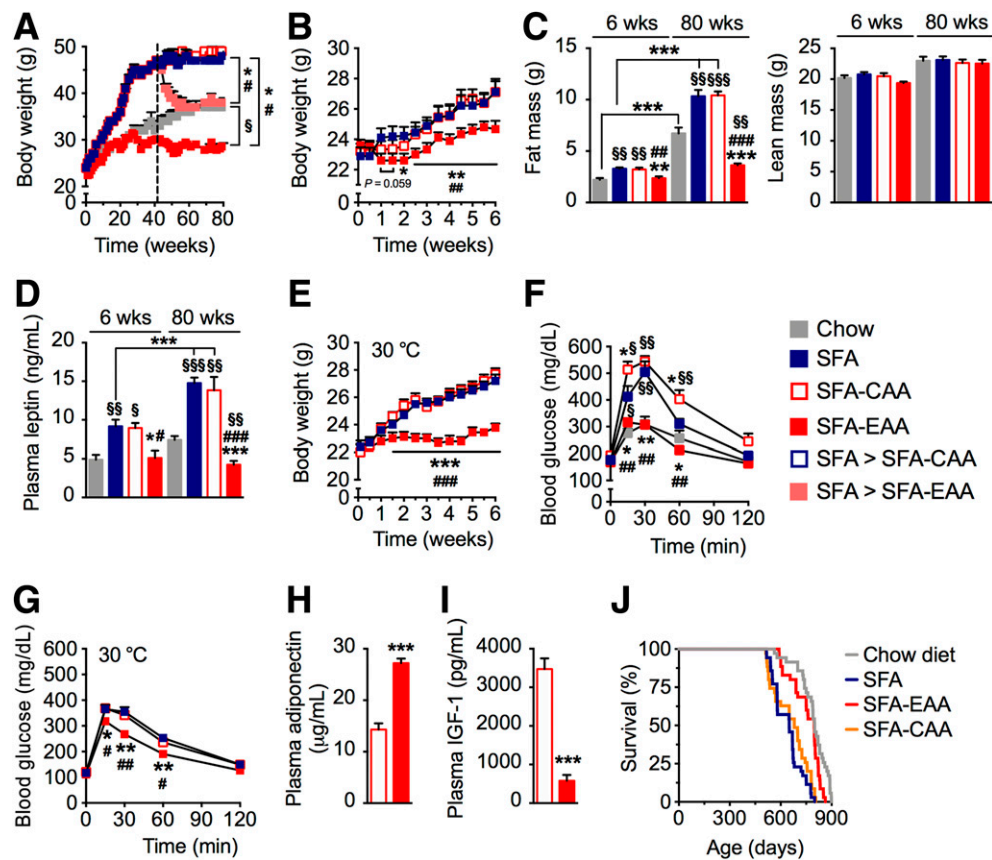 A
Body weight (g)
50
40
30
20
0
0 20 40 60 80
Time (weeks)
*
#
§
*
#
B
Body weight (g)
32
30
28
26
24
22
0
P = 0.059
*
**
##
0 1 2 3 4 5 6
Time (weeks)
C
6 wks 80 wks
Fat mass (g)
15
10
5
0
***
***
§§ §§ ## **
§§ §§§ §§ ### ***
6 wks 80 wks
Lean mass (g)
25
20
15
10
5
0
D
6 wks 80 wks
Plasma leptin (ng/mL)
20
15
10
5
0
***
§§ § *#
§§§ §§ §§ ### ***
E
30 °C
Body weight (g)
32
30
28
26
24
22
0
***
###
0 1 2 3 4 5 6
Time (weeks)
F
Blood glucose (mg/dL)
600
500
400
300
200
100
0
*§ §§
§§
§
*§§
*
##
**
##
*
##
0 30 60 90 120
Time (min)
Chow
SFA
SFA-CAA
SFA-EAA
SFA > SFA-CAA
SFA > SFA-EAA
G
30 °C
Blood glucose (mg/dL)
600
500
400
300
200
100
0
*
#
**
##
**
#
0 30 60 90 120
Time (min)
H
Plasma adiponectin
(µg/mL)
30
20
10
0
***
I
Plasma IGF-1 (pg/mL)
4000
3000
2000
1000
0
***
J
Survival (%)
100
75
50
25
0
0 300 600 900
Age (days)
Chow diet
SFA
SFA-EAA
SFA-CAA